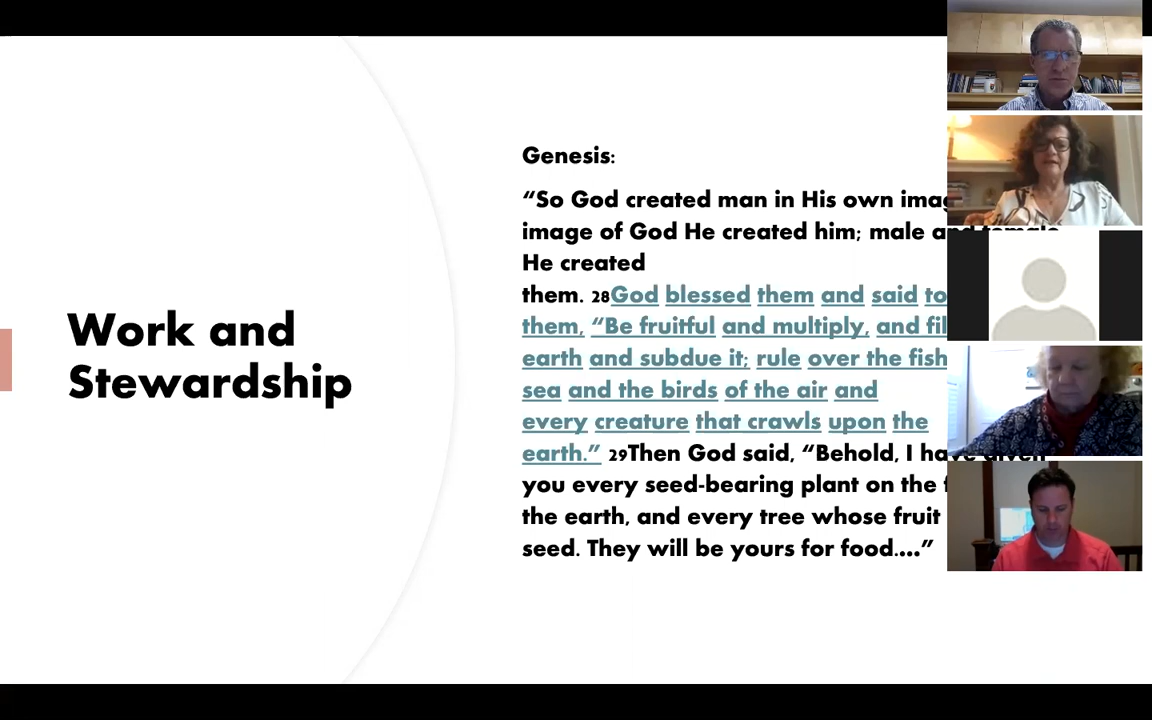 Work and
Stewardship
Genesis:
“So God created man in His own
image of God He created him; male and female
He created
them. 28God blessed them and said to
them, “Be fruitful and multiply, and
earth and subdue it; rule over the fish
sea and the birds of the air and
every creature that crawls upon the
earth.” 29Then God said, “Behold, I have given
you every seed-bearing plant on the
the earth, and every tree whose fruit
seed. They will be yours for food....”